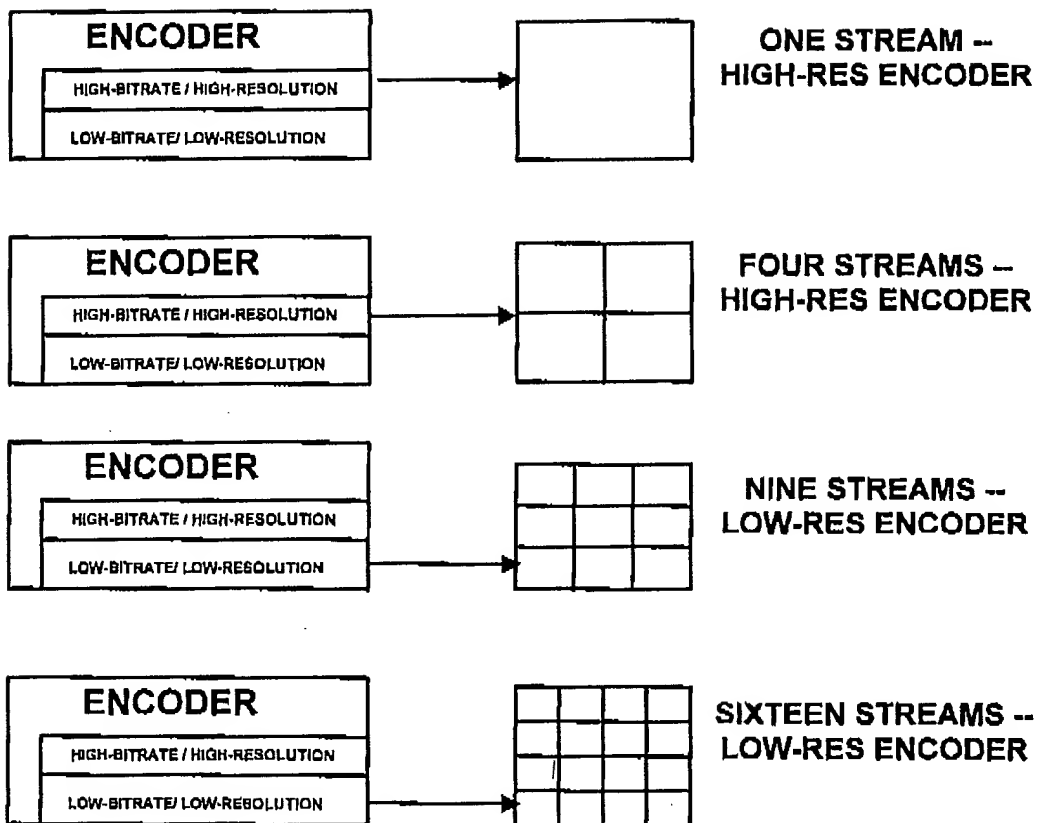 ENCODER
HIGH-BITRATE / HIGH-RESOLUTION
LOW-BITRATE/ LOW-RESOLUTION
ONE STREAM --
HIGH-RES ENCODER
ENCODER
HIGH-BITRATE / HIGH-RESOLUTION
LOW-BITRATE/ LOW-RESOLUTION
FOUR STREAMS --
HIGH-RES ENCODER
ENCODER
HIGH-BITRATE / HIGH-RESOLUTION
LOW-BITRATE/ LOW-RESOLUTION
NINE STREAMS --
LOW-RES ENCODER
ENCODER
HIGH-BITRATE / HIGH-RESOLUTION
LOW-BITRATE/ LOW-RESOLUTION
SIXTEEN STREAMS --
LOW-RES ENCODER